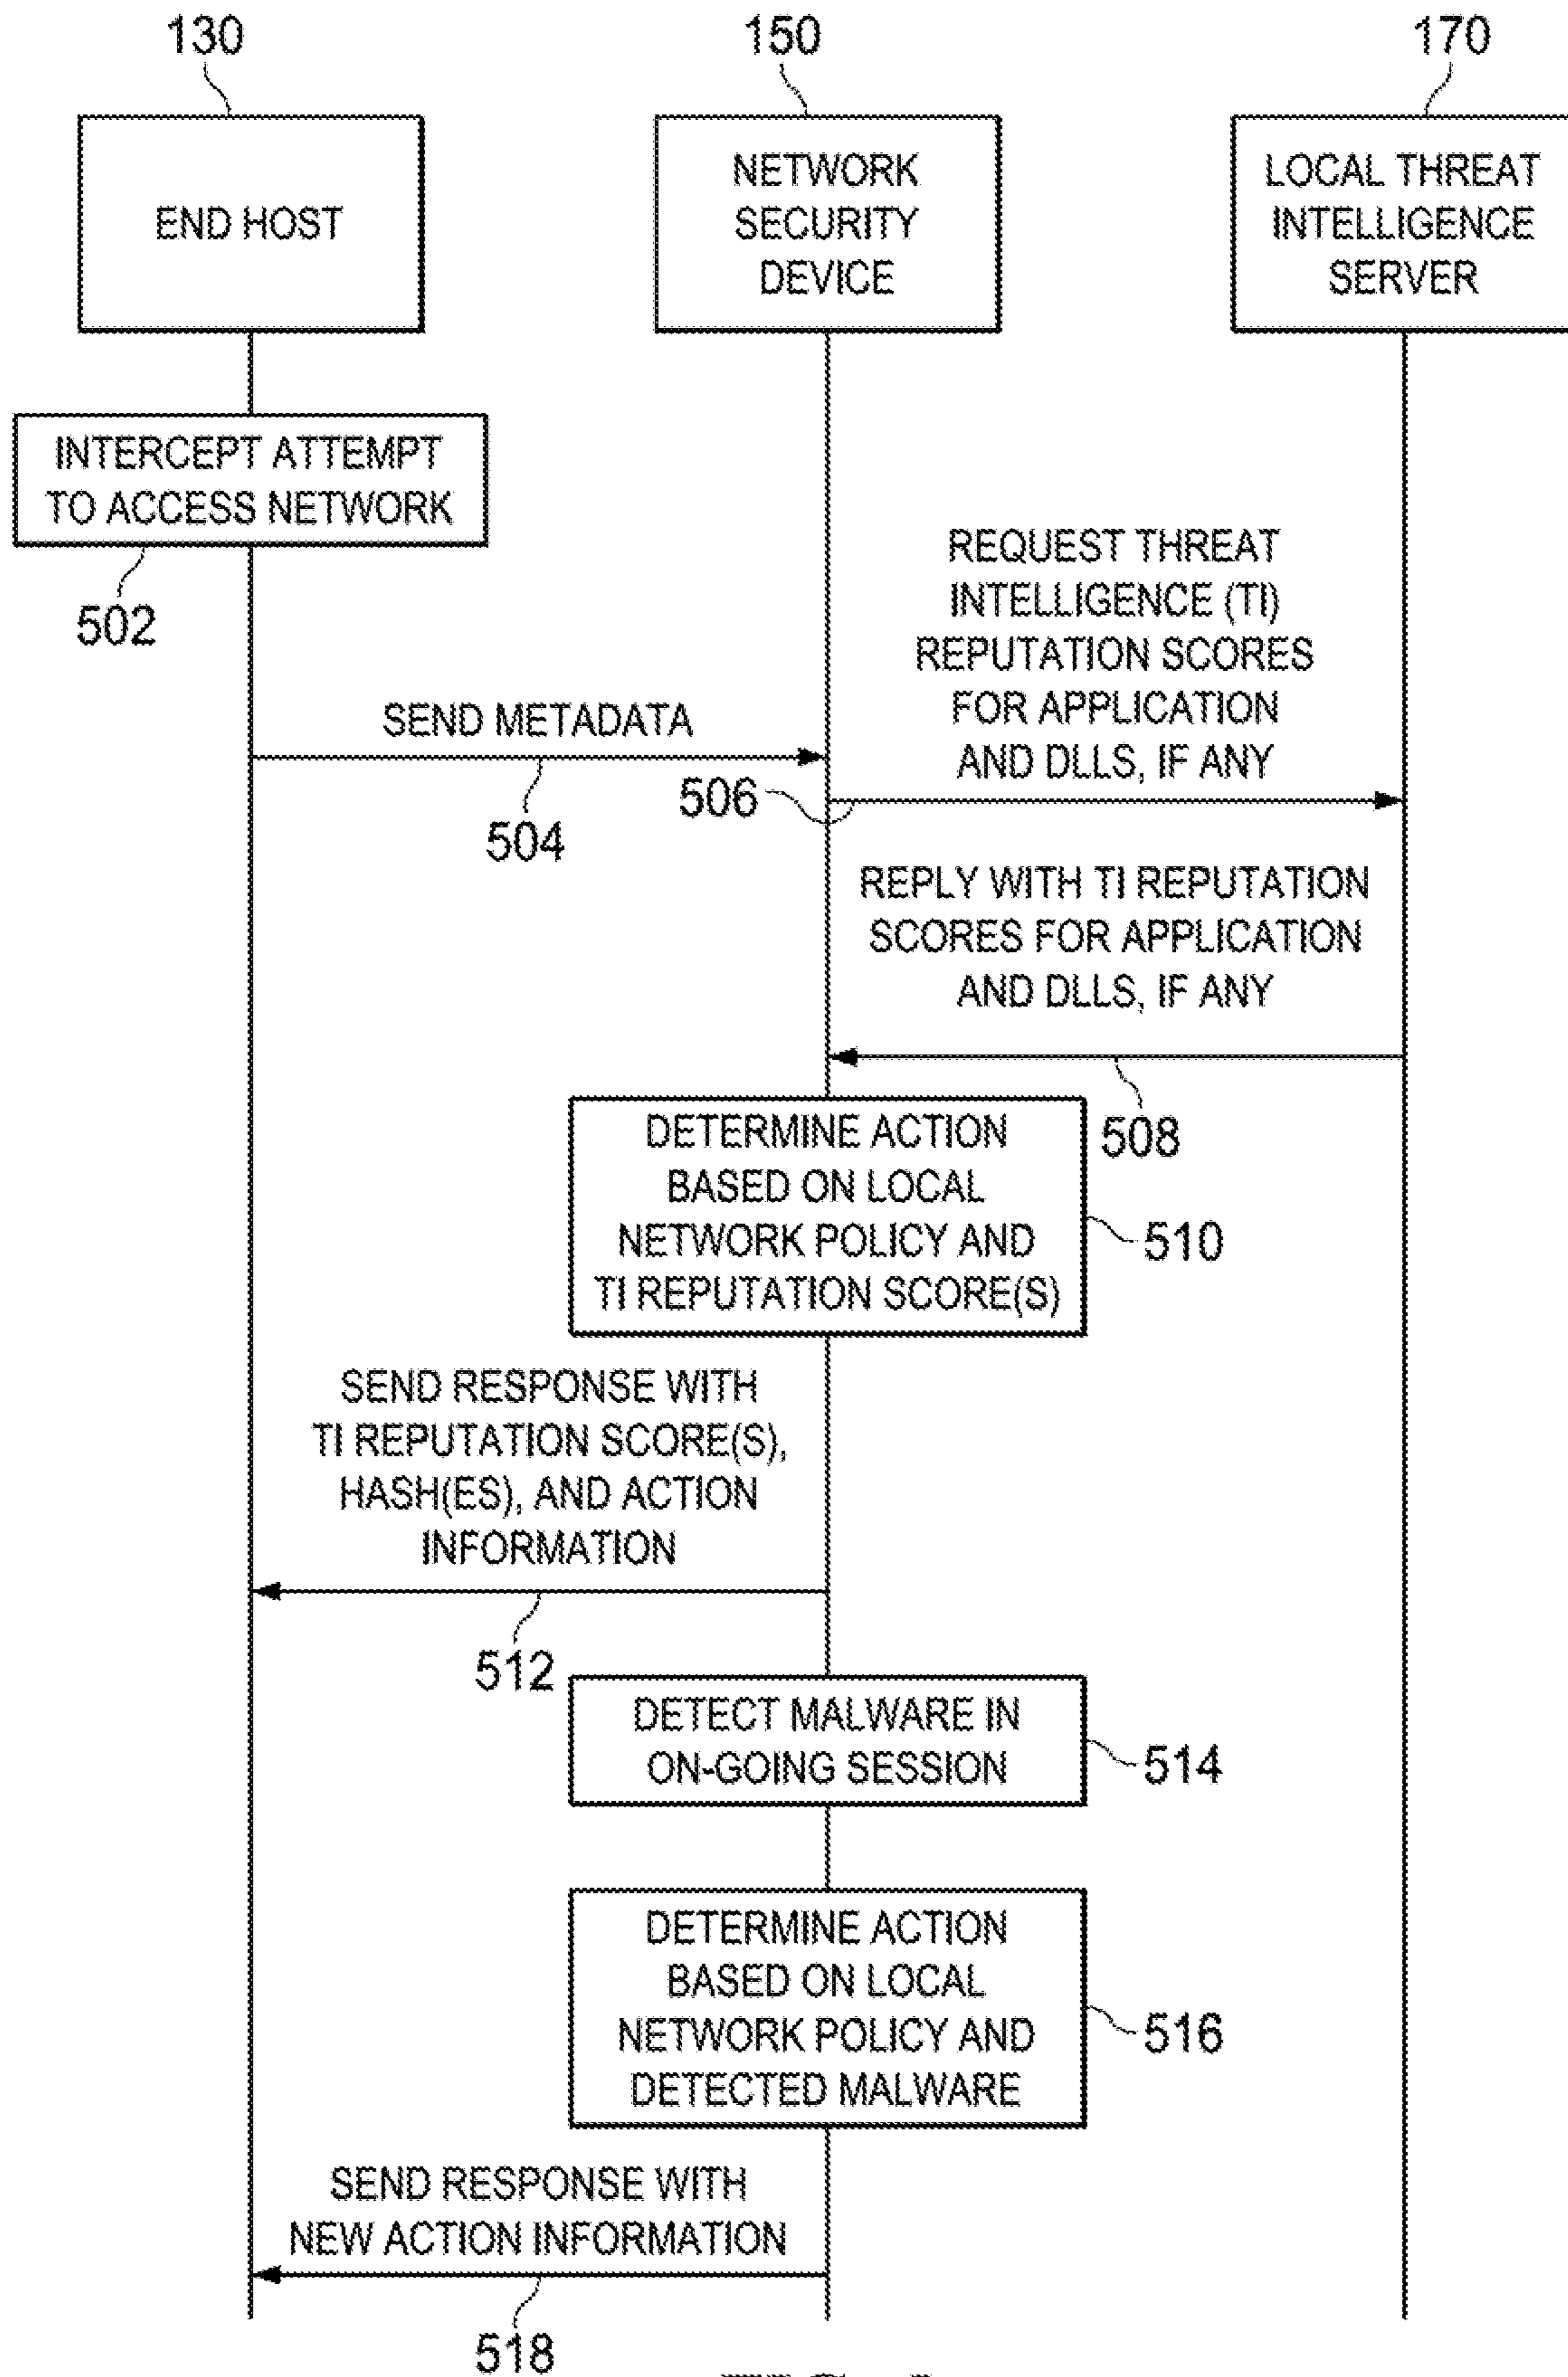 130
150
170
END HOST
NETWORK
SECURITY
DEVICE
LOCAL THREAT
INTELLIGENCE
SERVER
INTERCEPT ATTEMPT
TO ACCESS NETWORK
502
SEND METADATA
504
REQUEST THREAT
INTELLIGENCE (TI)
REPUTATION SCORES
FOR APPLICATION
AND DLLS, IF ANY
506
REPLY WITH TI REPUTATION
SCORES FOR APPLICATION
AND DLLS, IF ANY
508
DETERMINE ACTION
BASED ON LOCAL
NETWORK POLICY AND
TI REPUTATION SCORE(S)
510
SEND RESPONSE WITH
TI REPUTATION SCORE(S),
HASH(ES), AND ACTION
INFORMATION
512
DETECT MALWARE IN
ON-GOING SESSION
514
DETERMINE ACTION
BASED ON LOCAL
NETWORK POLICY AND
DETECTED MALWARE
516
SEND RESPONSE WITH
NEW ACTION INFORMATION
518